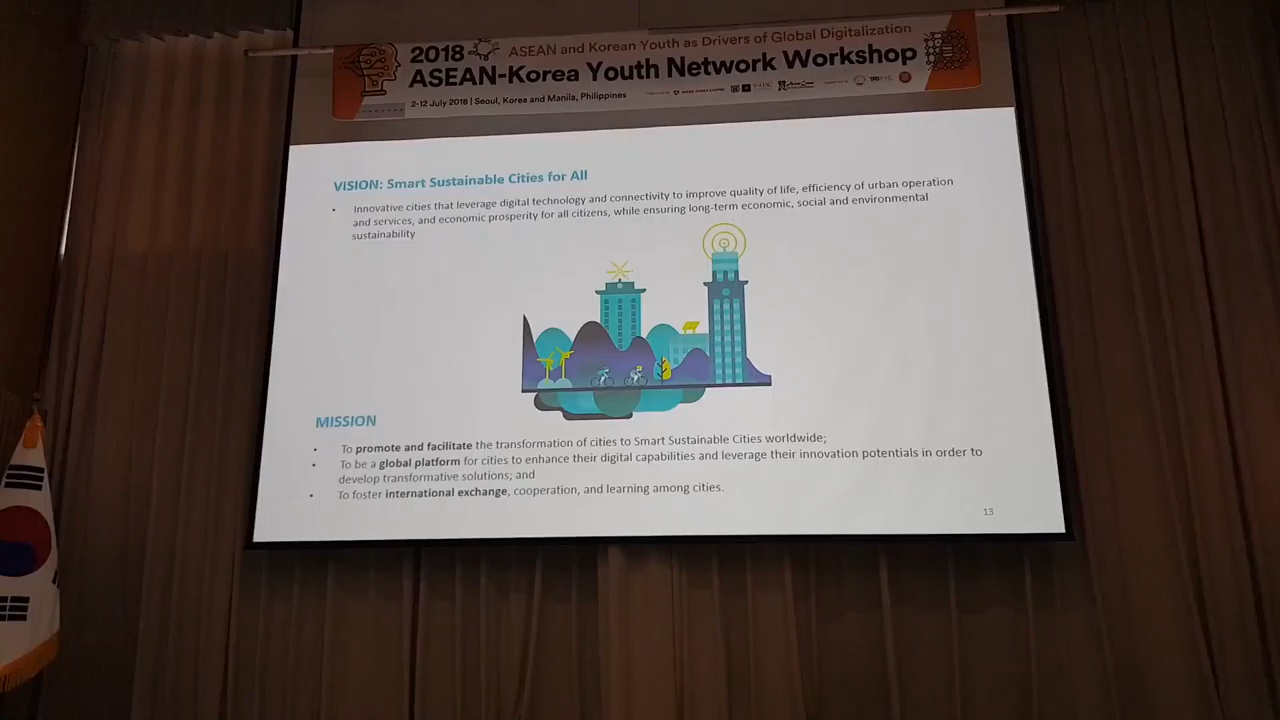 2018 ASEAN and Korean Youth as Drivers of Global Digitalization
ASEAN-Korea Youth Network Workshop
2-12 July 2018 | Seoul, Korea and Manila, Philippines
VISION: Smart Sustainable Cities for All
• Innovative cities that leverage digital technology and connectivity to improve quality of life, efficiency of urban operation
and services, and economic prosperity for all citizens, while ensuring long-term economic, social and environmental
sustainability
MISSION
• To promote and facilitate the transformation of cities to Smart Sustainable Cities worldwide;
• To be a global platform for cities to enhance their digital capabilities and leverage their innovation potentials in order to
develop transformative solutions; and
• To foster international exchange, cooperation, and learning among cities.
13